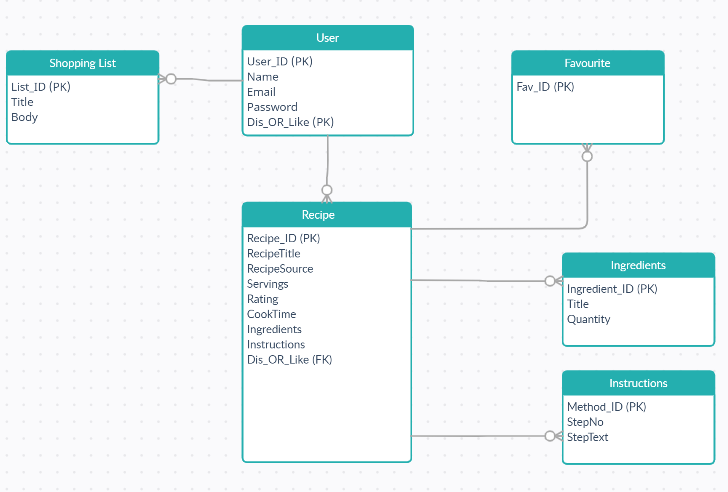 Shopping List
List_ID (PK)
Title
Body
User
User_ID (PK)
Name
Email
Password
Dis_OR_Like (PK)
Favourite
Fav_ID (PK)
Recipe
Recipe_ID (PK)
RecipeTitle
RecipeSource
Servings
Rating
CookTime
Ingredients
Instructions
Dis_OR_Like (FK)
Ingredients
Ingredient_ID (PK)
Title
Quantity
Instructions
Method_ID (PK)
StepNo
StepText